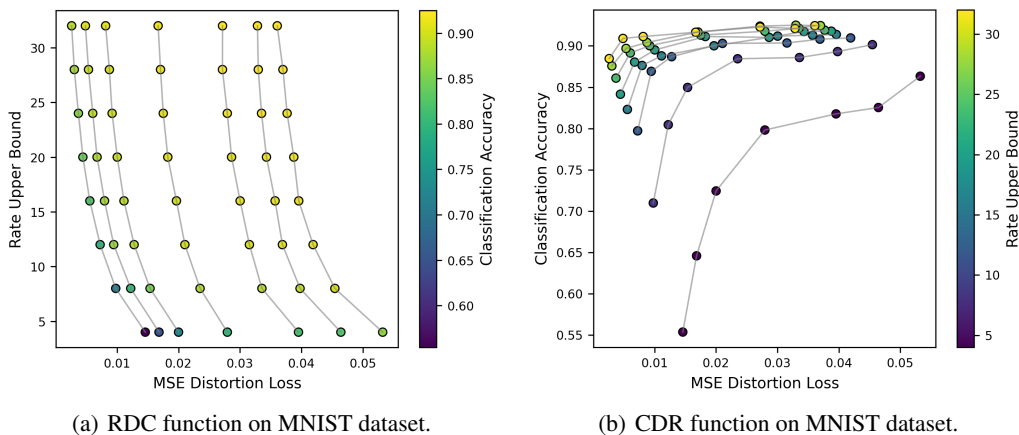 30
25
20
15
10
5
Rate Upper Bound
0.01 0.02 0.03 0.04 0.05
MSE Distortion Loss
0.90
0.85
0.80
0.75
0.70
0.65
0.60
Classification Accuracy
(a) RDC function on MNIST dataset.
0.90
0.85
0.80
0.75
0.70
0.65
0.60
0.55
Classification Accuracy
0.01 0.02 0.03 0.04 0.05
MSE Distortion Loss
30
25
20
15
10
5
Rate Upper Bound
(b) CDR function on MNIST dataset.